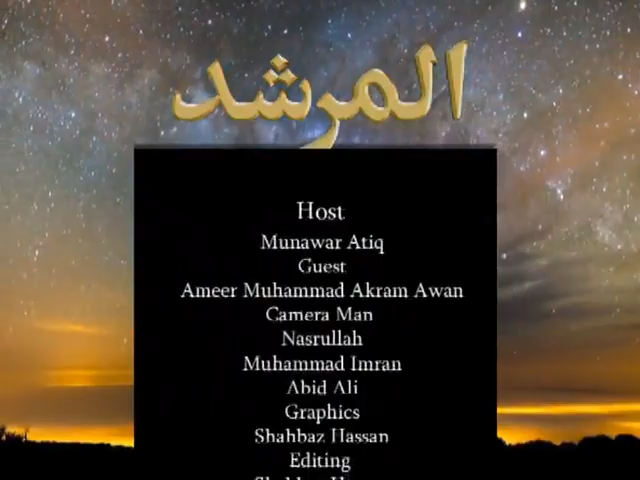 المرشد
Host
Munawar Atiq
Guest
Ameer Muhammad Akram Awan
Camera Man
Nasrullah
Muhammad Imran
Abid Ali
Graphics
Shahbaz Hassan
Editing